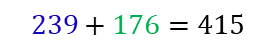 239 + 176 = 415